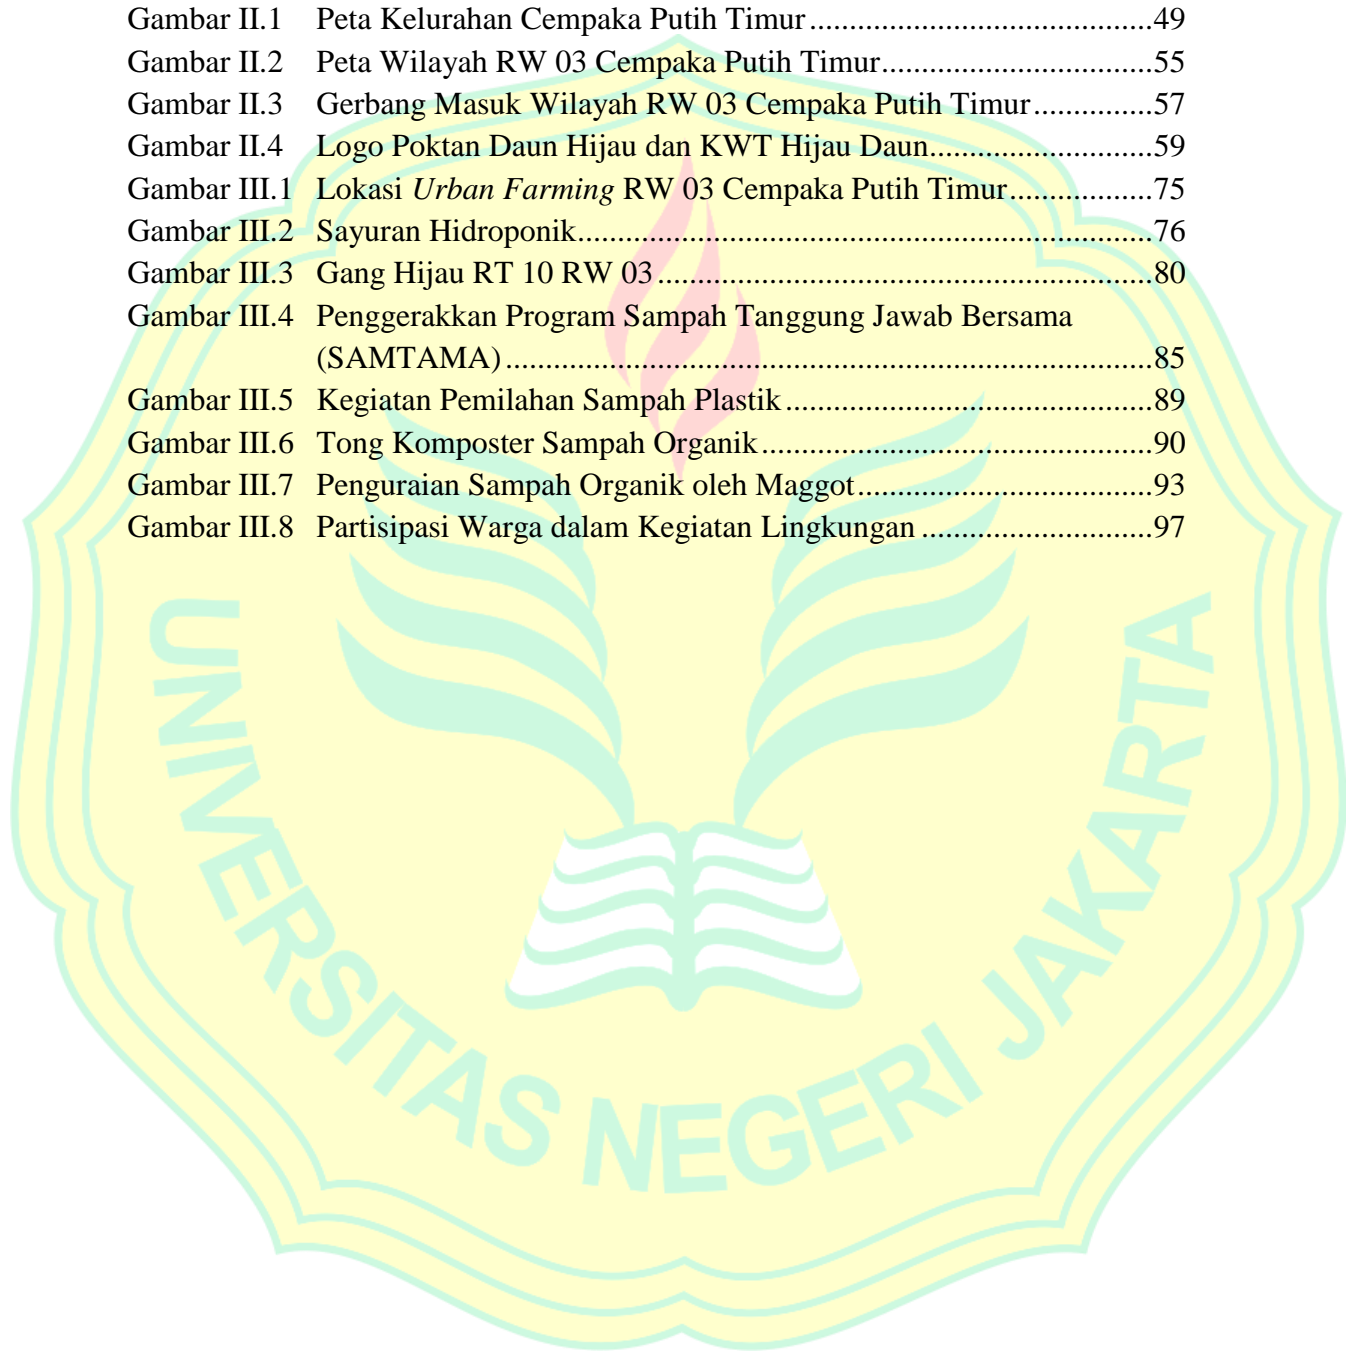 Gambar II.1 Peta Kelurahan Cempaka Putih Timur...........................................49
Gambar II.2 Peta Wilayah RW 03 Cempaka Putih Timur..................................55
Gambar II.3 Gerbang Masuk Wilayah RW 03 Cempaka Putih Timur...............57
Gambar II.4 Logo Poktan Daun Hijau dan KWT Hijau Daun............................59
Gambar III.1 Lokasi Urban Farming RW 03 Cempaka Putih Timur..................75
Gambar III.2 Sayuran Hidroponik........................................................................76
Gambar III.3 Gang Hijau RT 10 RW 03..............................................................80
Gambar III.4 Penggerakkan Program Sampah Tanggung Jawab Bersama
(SAMTAMA).................................................................................85
Gambar III.5 Kegiatan Pemilahan Sampah Plastik..............................................89
Gambar III.6 Tong Komposter Sampah Organik.................................................90
Gambar III.7 Penguraian Sampah Organik oleh Maggot.....................................93
Gambar III.8 Partisipasi Warga dalam Kegiatan Lingkungan.............................97
UNIVERSITAS NEGERI JAKARTA